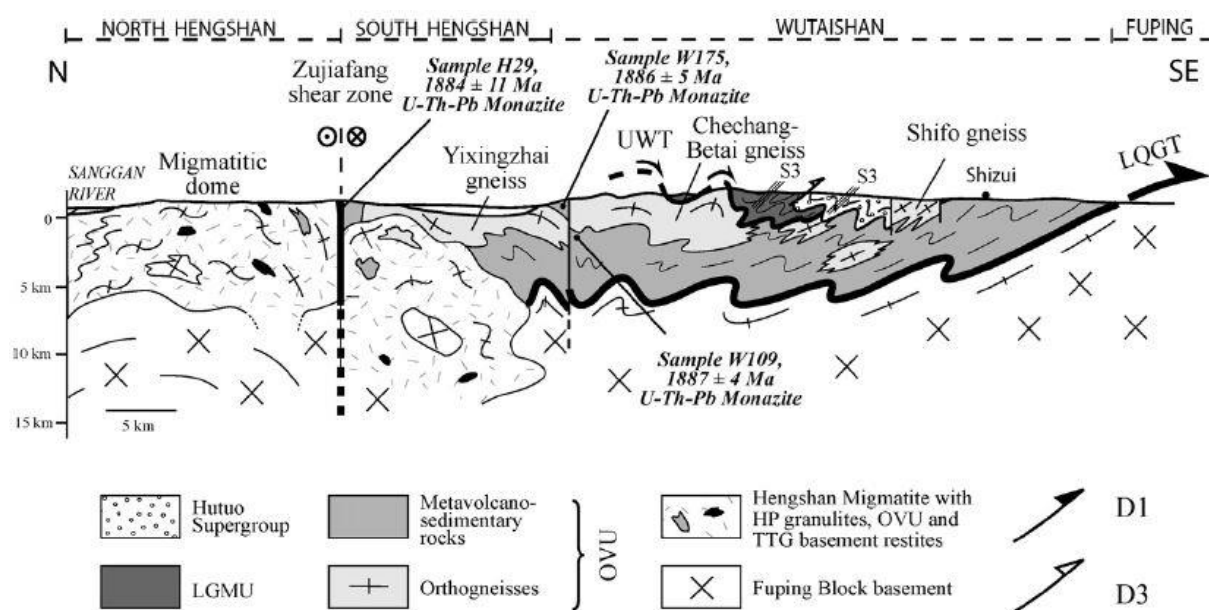 NORTH HENGSHAN
SOUTH HENGSHAN
WUTAISHAN
FUPING
N
SE
Zujiafang
shear zone
Sample H29,
1884 ± 11 Ma
U-Th-Pb Monazite
Sample W175,
1886 ± 5 Ma
U-Th-Pb Monazite
SANGGAN
RIVER
Migmatitic
dome
Yixingzhai
gneiss
UWT
Chechang-
Betai gneiss
S3
S3
Shifo gneiss
Shizui
LQGT
0
5 km
10 km
15 km
5 km
Sample W109,
1887 ± 4 Ma
U-Th-Pb Monazite
Hutuo
Supergroup
Metavolcano-
sedimentary
rocks
OVU
Hengshan Migmatite with
HP granulites, OVU and
TTG basement restites
D1
LGMU
Orthogneisses
Fuping Block basement
D3